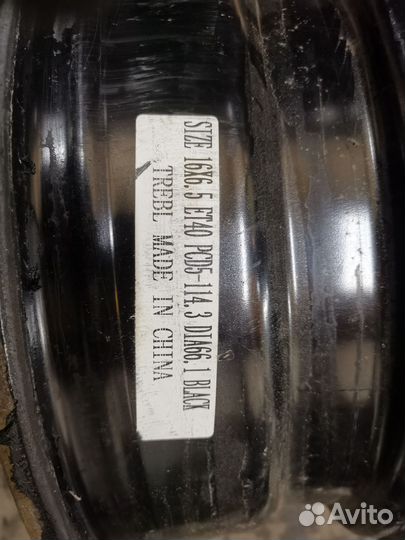 SIZE 16X6,5 ET40 PCD5-114,3 DIA66,1 BLACK
TREBL MADE IN CHINA
Avito